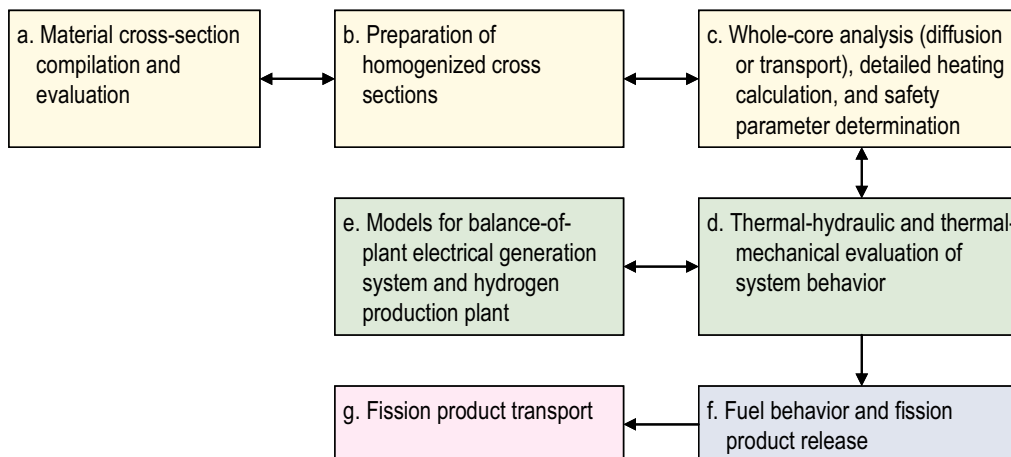 a. Material cross-section
compilation and
evaluation
b. Preparation of
homogenized cross
sections
c. Whole-core analysis (diffusion
or transport), detailed heating
calculation, and safety
parameter determination
e. Models for balance-of-
plant electrical generation
system and hydrogen
production plant
d. Thermal-hydraulic and thermal-
mechanical evaluation of
system behavior
g. Fission product transport
f. Fuel behavior and fission
product release